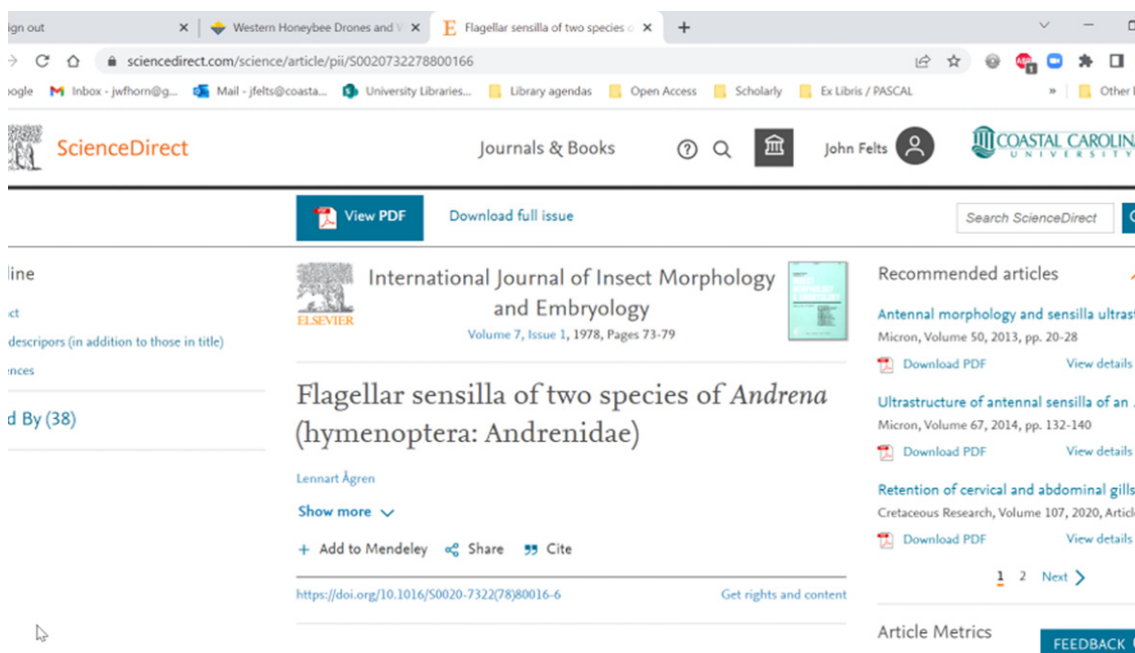 ign out
Western Honeybee Drones and
Flagellar sensilla of two species
sciencedirect.com/science/article/pii/S0020732278800166
oogle Inbox - jwfhorn@g... Mail - jfelts@coasta... University Libraries... Library agendas Open Access Scholarly Ex Libris / PASCAL » Other
ScienceDirect
Journals & Books
John Felts
COASTAL CAROLIN
UNIVERSITY
View PDF
Download full issue
Search ScienceDirect
line
ct
descripors (in addition to those in title)
ences
d By (38)
ELSEVIER
International Journal of Insect Morphology
and Embryology
Volume 7, Issue 1, 1978, Pages 73-79
Flagellar sensilla of two species of Andrena
(hymenoptera: Andrenidae)
Lennart Ågren
Show more
+ Add to Mendeley Share Cite
https://doi.org/10.1016/S0020-7322(78)80016-6
Get rights and content
Recommended articles
Antennal morphology and sensilla ultras
Micron, Volume 50, 2013, pp. 20-28
Download PDF View details
Ultrastructure of antennal sensilla of an
Micron, Volume 67, 2014, pp. 132-140
Download PDF View details
Retention of cervical and abdominal gills
Cretaceous Research, Volume 107, 2020, Articl
Download PDF View details
1 2 Next
Article Metrics
FEEDBACK